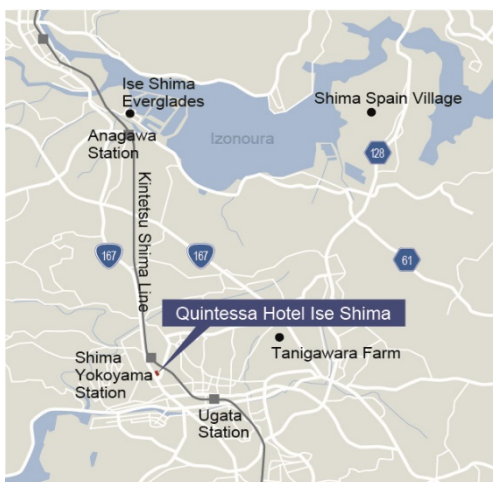 Ise Shima
Everglades
Shima Spain Village
Anagawa
Station
Izonoura
128
Kintetsu Shima Line
167
167
61
Quintessa Hotel Ise Shima
Tanigawara Farm
Shima
Yokoyama
Station
Ugata
Station